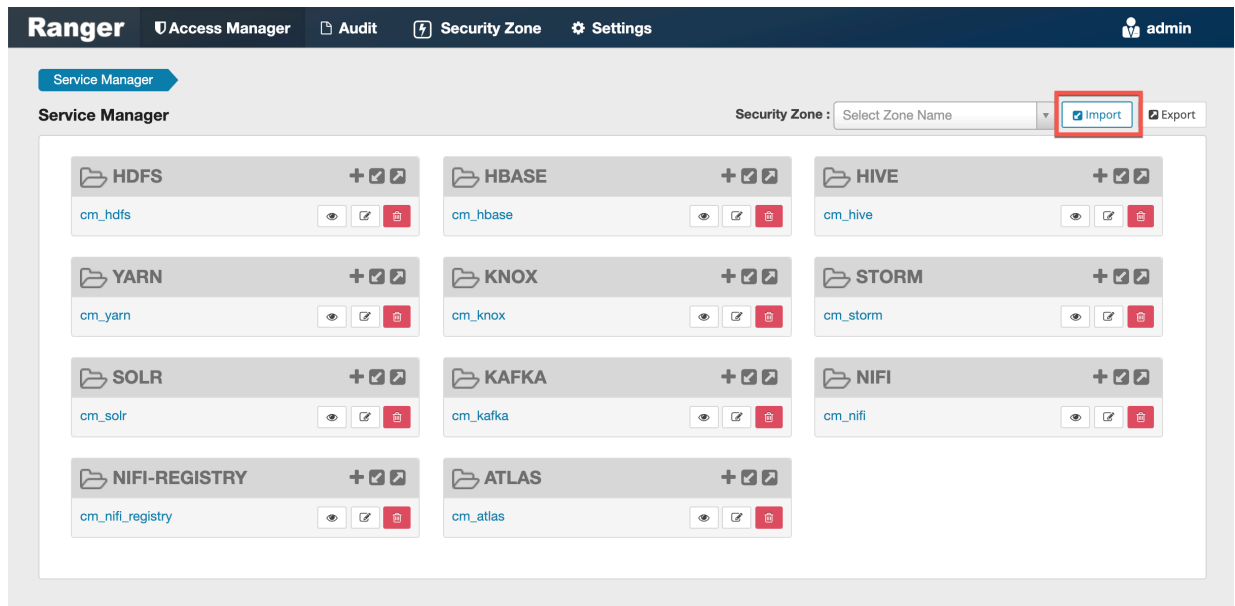 Ranger Access Manager Audit Security Zone Settings admin
Service Manager
Service Manager Security Zone : Select Zone Name Import Export
HDFS HBASE HIVE
cm_hdfs cm_hbase cm_hive
YARN KNOX STORM
cm_yarn cm_knox cm_storm
SOLR KAFKA NIFI
cm_solr cm_kafka cm_nifi
NIFI-REGISTRY ATLAS
cm_nifi_registry cm_atlas